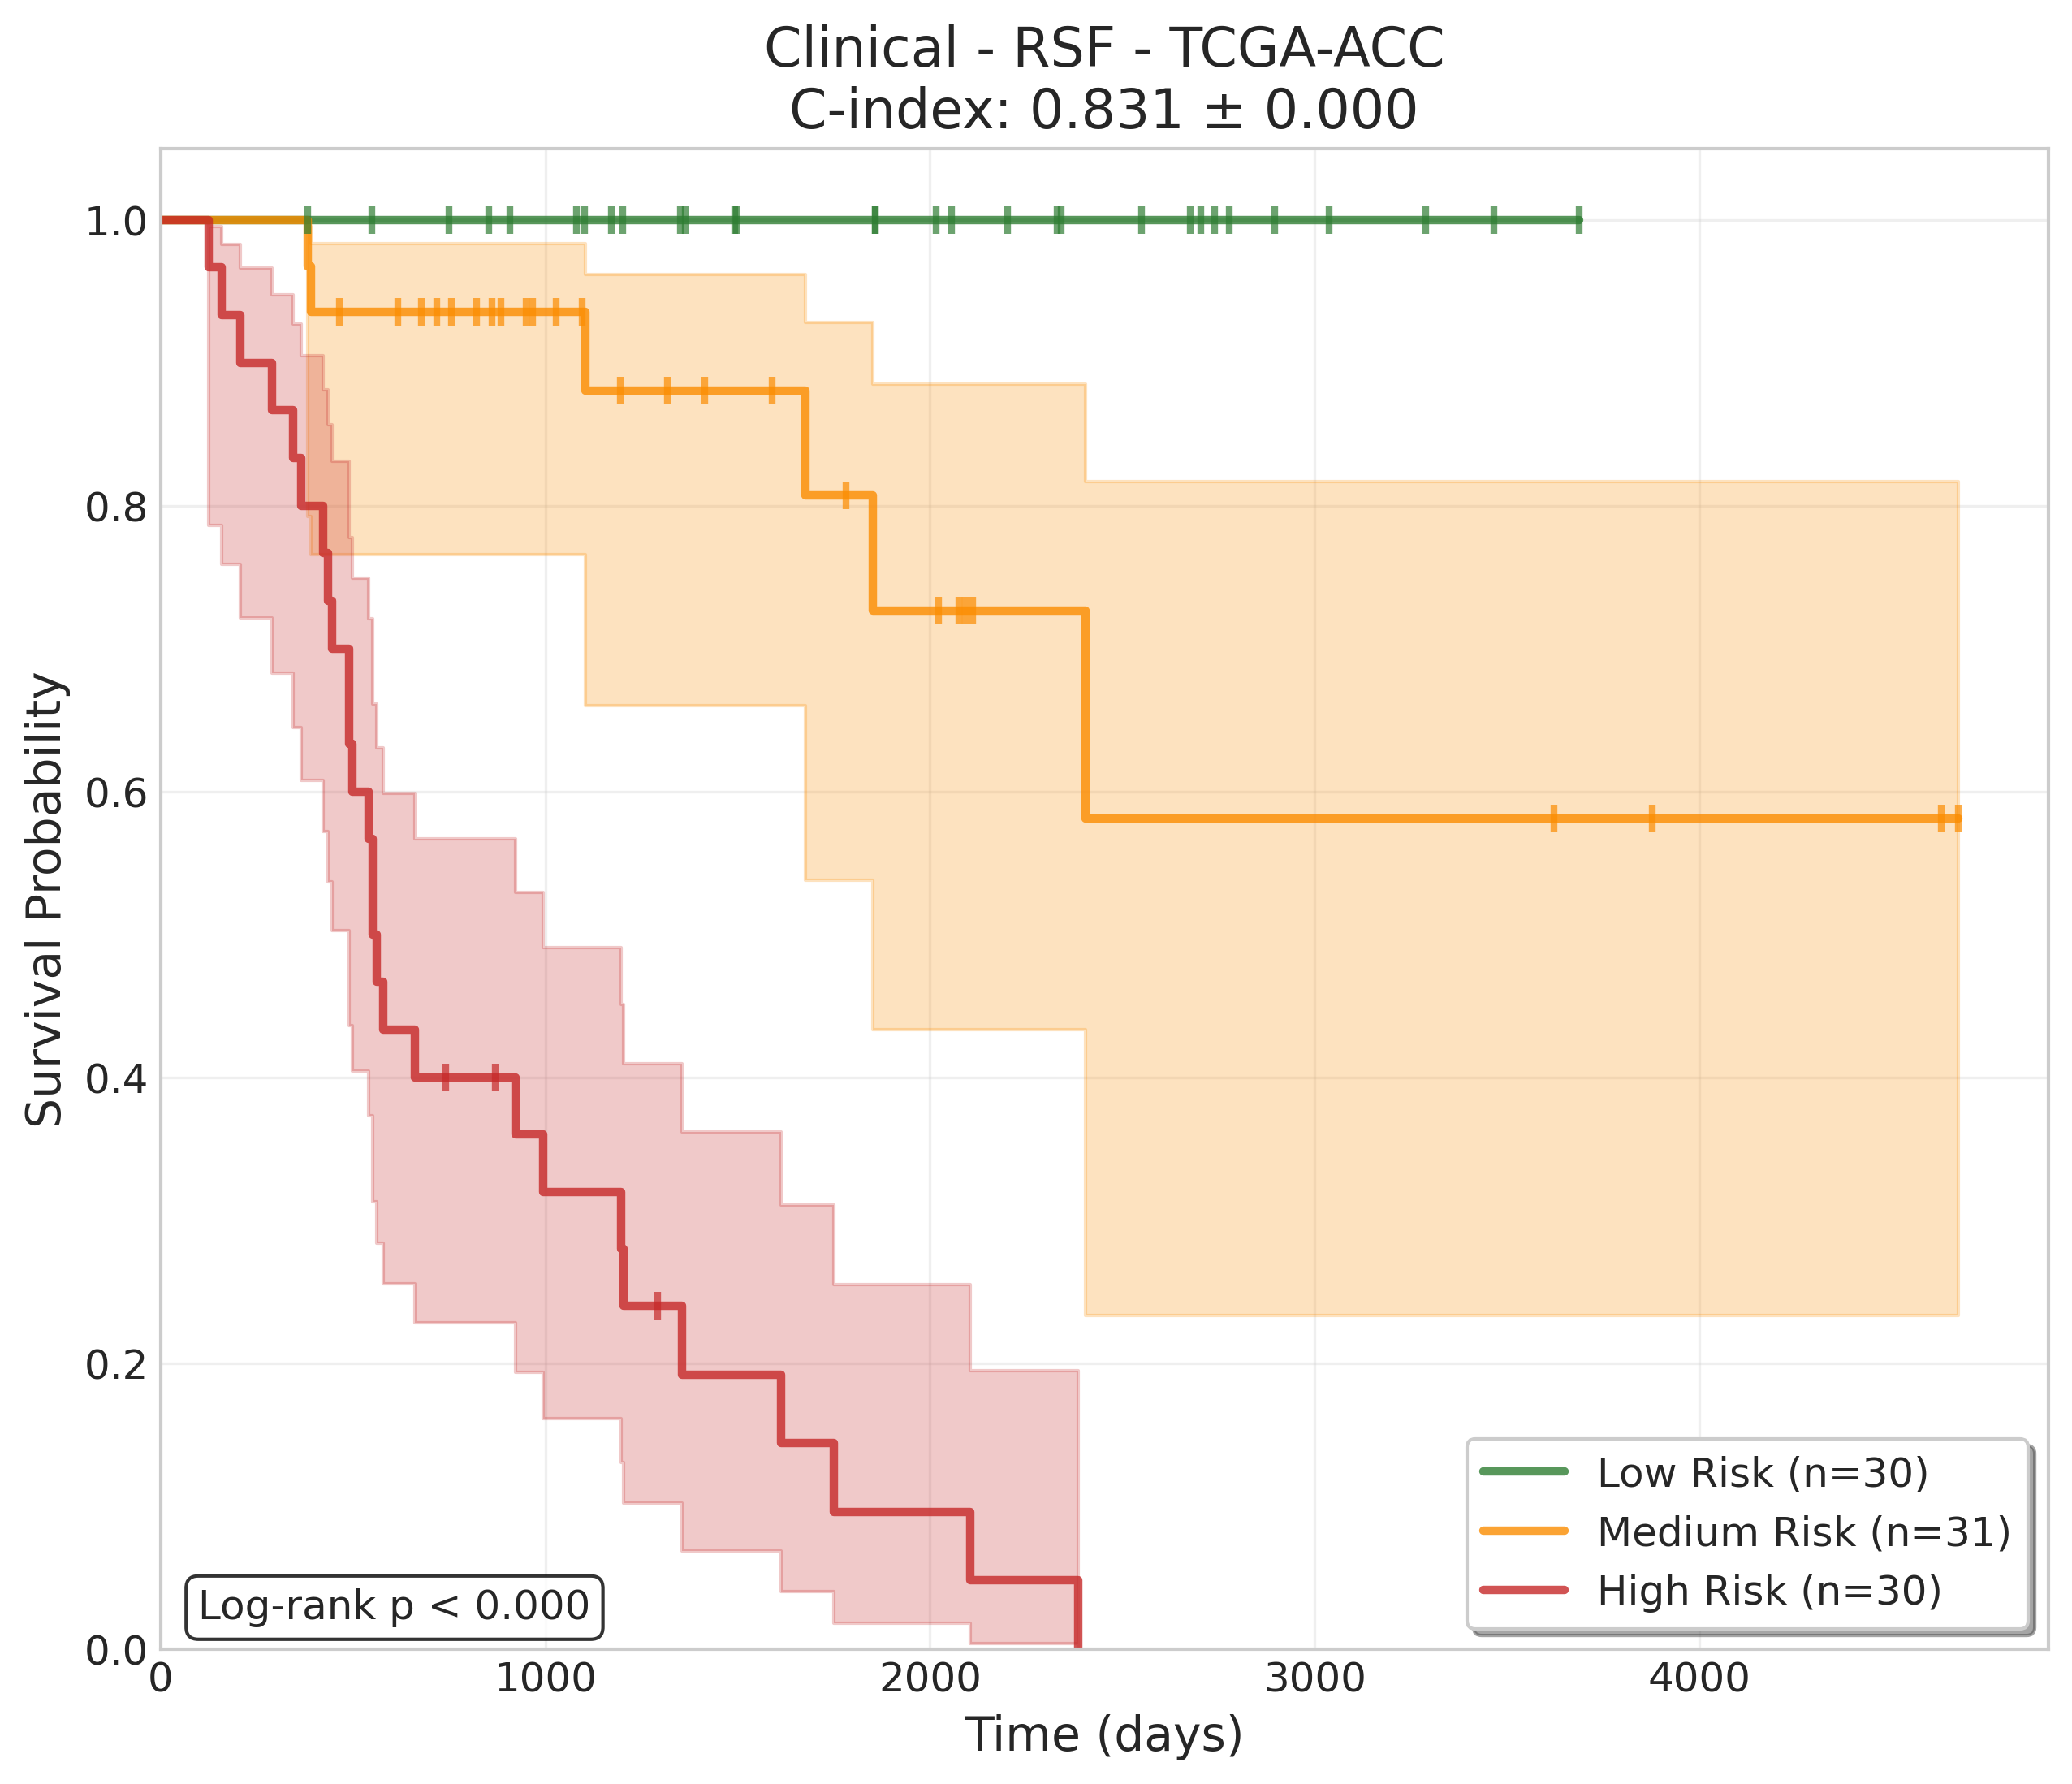 Clinical - RSF - TCGA-ACC
C-index: 0.831 ± 0.000
Survival Probability
1.0
0.8
0.6
0.4
0.2
0.0
0
1000
2000
3000
4000
Time (days)
Log-rank p < 0.000
Low Risk (n=30)
Medium Risk (n=31)
High Risk (n=30)